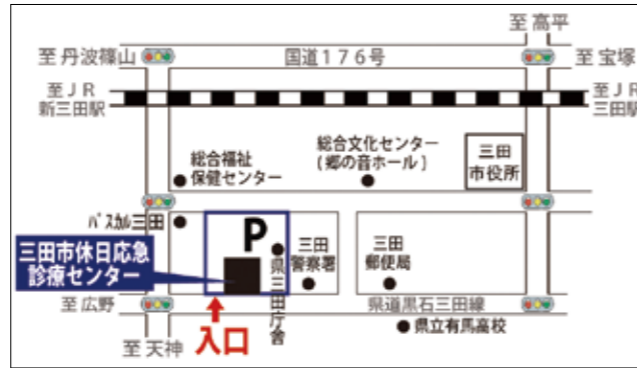 至 高平
至 丹波篠山
国道176号
至 宝塚
至JR
新三田駅
至JR
三田駅
総合福祉
保健センター
総合文化センター
(郷の音ホール)
三田
市役所
パスカル三田
P
県三田庁舎
三田
警察署
三田
郵便局
三田市休日応急
診療センター
至 広野
入口
県道黒石三田線
県立有馬高校
至 天神